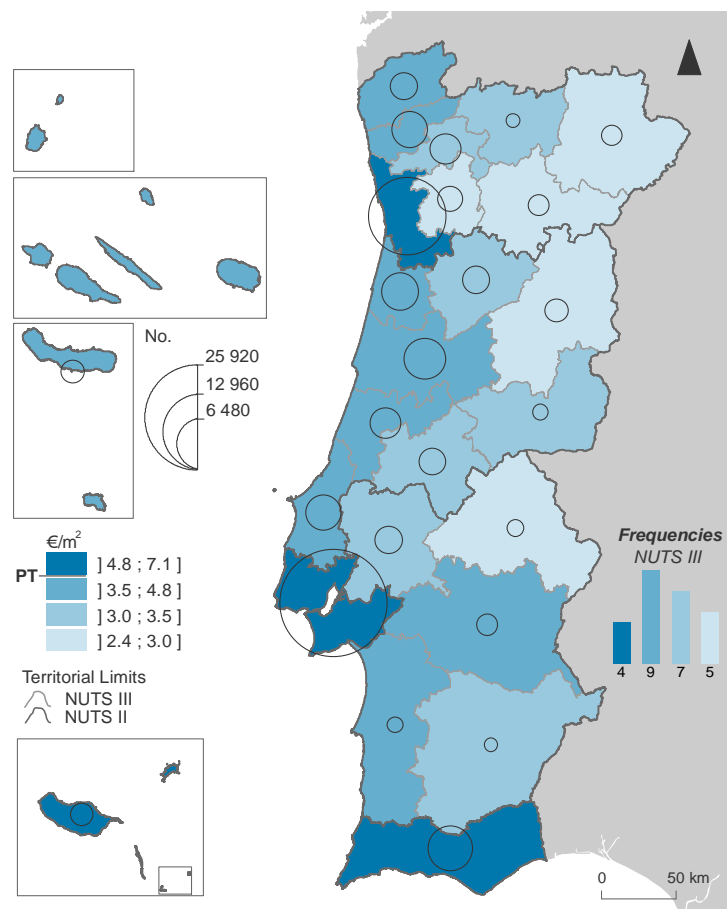 No.
25 920
12 960
6 480
€/m²
PT
] 4.8 ; 7.1 ]
] 3.5 ; 4.8 ]
] 3.0 ; 3.5 ]
] 2.4 ; 3.0 ]
Territorial Limits
NUTS III
NUTS II
Frequencies
NUTS III
4 9 7 5
0 50 km